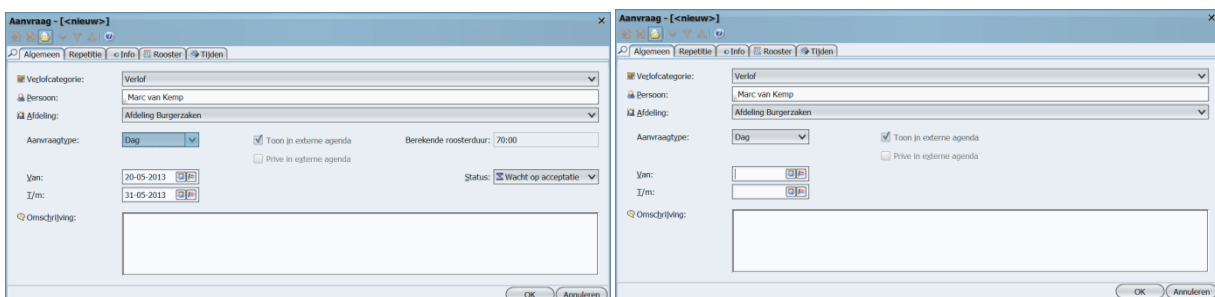 Aanvraag - [<nieuw>]
Algemeen Repetitie Info Rooster Tijden
Verlofcategorie: Verlof
Persoon: Marc van Kemp
Afdeling: Afdeling Burgerzaken
Aanvraagtype: Dag Toon in externe agenda Berekende roosterduur: 70:00
Prive in externe agenda
Van: 20-05-2013 Status: Wacht op acceptatie
T/m: 31-05-2013
Omschrijving:
OK Annuleren
Aanvraag - [<nieuw>]
Algemeen Repetitie Info Rooster Tijden
Verlofcategorie: Verlof
Persoon: Marc van Kemp
Afdeling: Afdeling Burgerzaken
Aanvraagtype: Dag Toon in externe agenda
Prive in externe agenda
Van:
T/m:
Omschrijving:
OK Annuleren